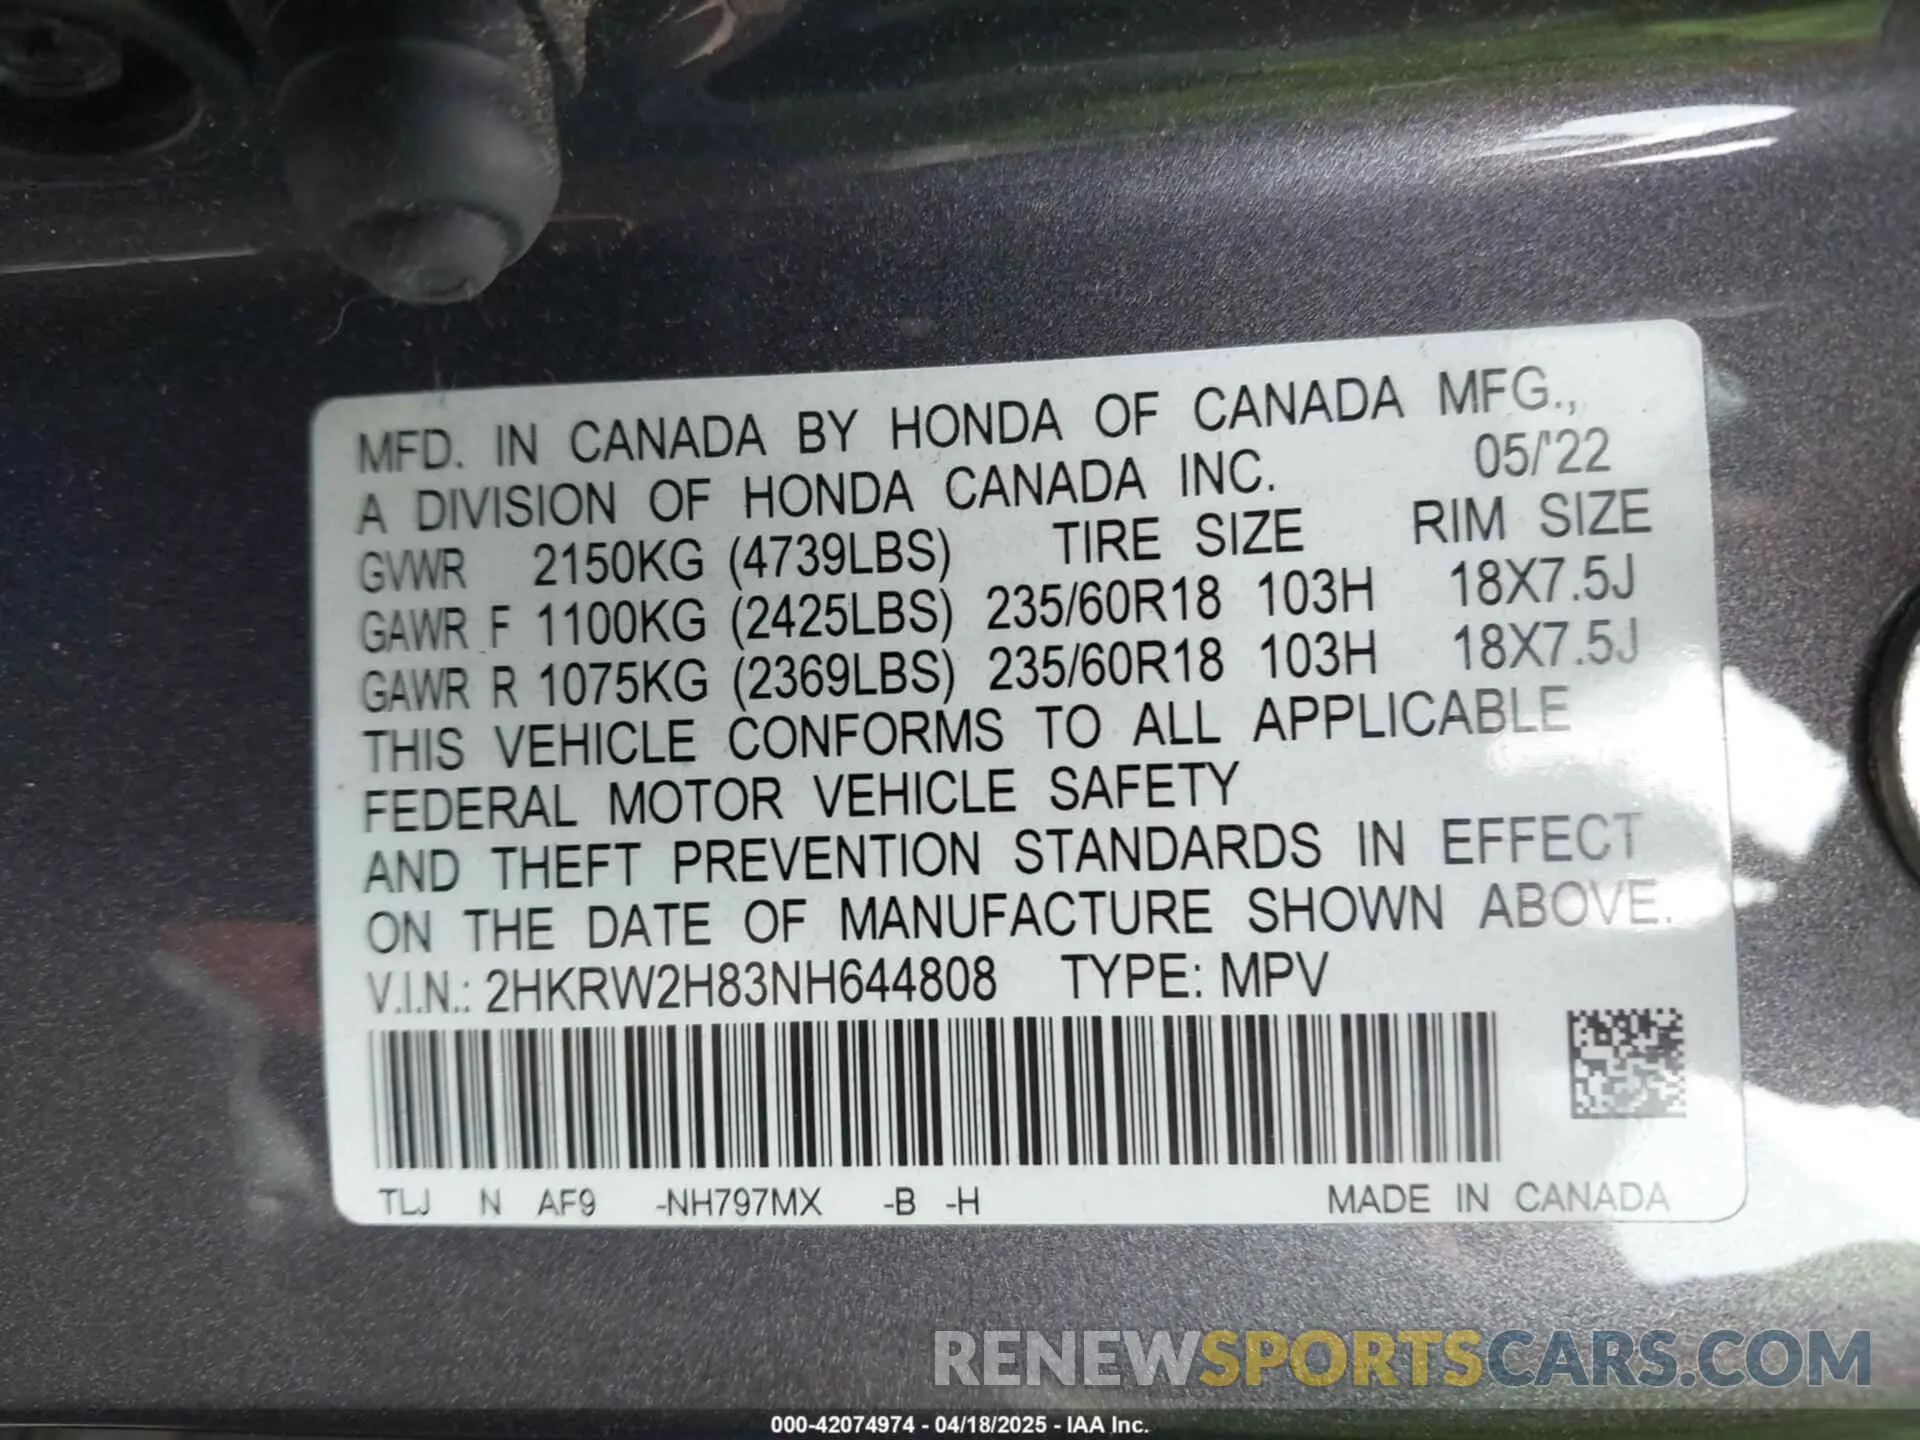 MFD. IN CANADA BY HONDA OF CANADA MFG.,
A DIVISION OF HONDA CANADA INC. 05/'22
GVWR 2150KG (4739LBS) TIRE SIZE RIM SIZE
GAWR F 1100KG (2425LBS) 235/60R18 103H 18X7.5J
GAWR R 1075KG (2369LBS) 235/60R18 103H 18X7.5J
THIS VEHICLE CONFORMS TO ALL APPLICABLE
FEDERAL MOTOR VEHICLE SAFETY
AND THEFT PREVENTION STANDARDS IN EFFECT
ON THE DATE OF MANUFACTURE SHOWN ABOVE.
V.I.N.: 2HKRW2H83NH644808 TYPE: MPV
TLJ N AF9 -NH797MX -B -H MADE IN CANADA
RENEWSPORTSCARS.COM
000-42074974 - 04/18/2025 - IAA Inc.